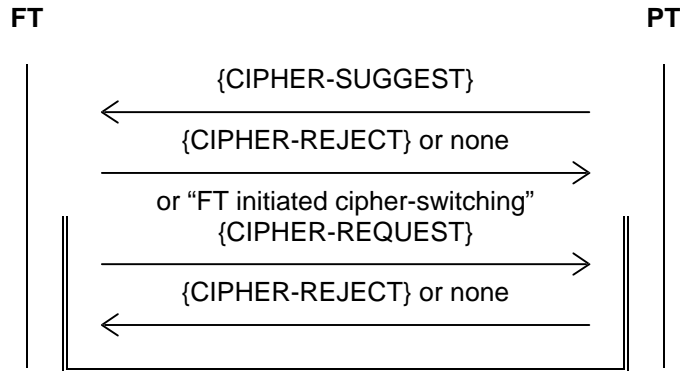 FT PT
{CIPHER-SUGGEST}
{CIPHER-REJECT} or none
or “FT initiated cipher-switching”
{CIPHER-REQUEST}
{CIPHER-REJECT} or none